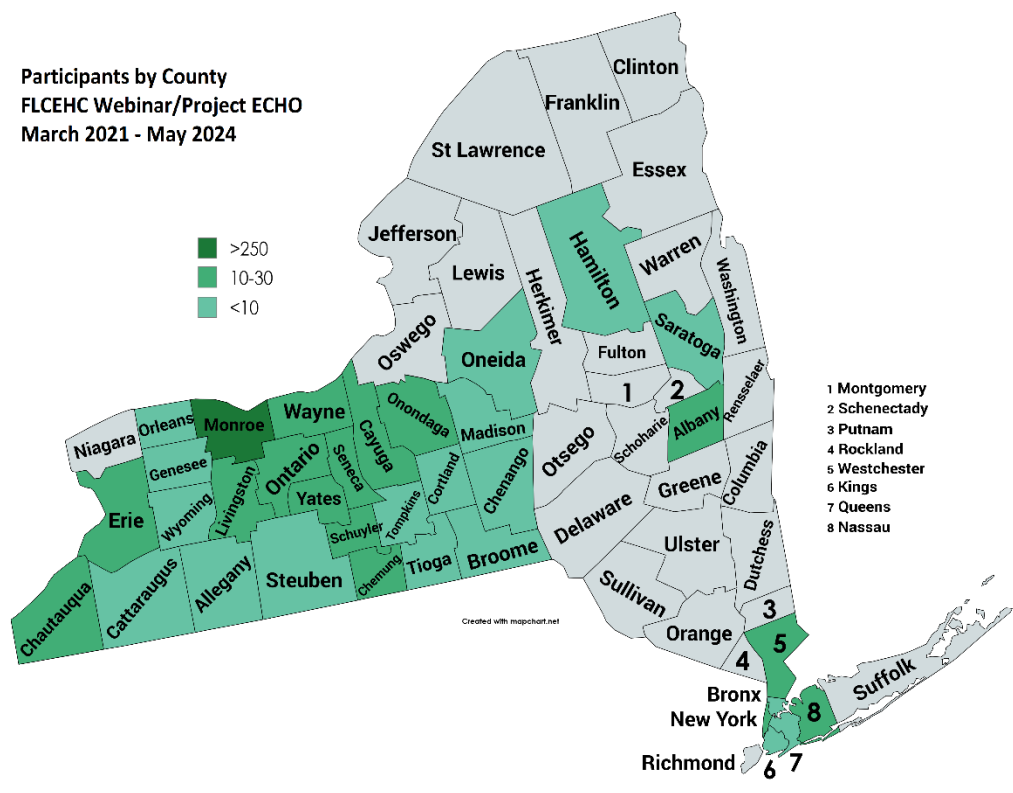 Participants by County
FLCEHC Webinar/Project ECHO
March 2021 - May 2024
>250
10-30
<10
Clinton
Franklin
St Lawrence
Essex
Jefferson
Lewis
Herkimer
Hamilton
Warren
Washington
Oswego
Oneida
Fulton
Saratoga
1
2
Rensselaer
Niagara
Orleans
Monroe
Wayne
Cayuga
Onondaga
Madison
Otsego
Schoharie
Albany
Genesee
Wyoming
Livingston
Ontario
Seneca
Yates
Cortland
Chenango
Delaware
Greene
Columbia
Erie
Schuyler
Tompkins
Chautauqua
Cattaraugus
Allegany
Steuben
Chemung
Tioga
Broome
Ulster
Dutchess
Sullivan
Orange
3
4
5
Bronx
New York
Richmond
6
7
8
Suffolk
1 Montgomery
2 Schenectady
3 Putnam
4 Rockland
5 Westchester
6 Kings
7 Queens
8 Nassau
Created with mapchart.net